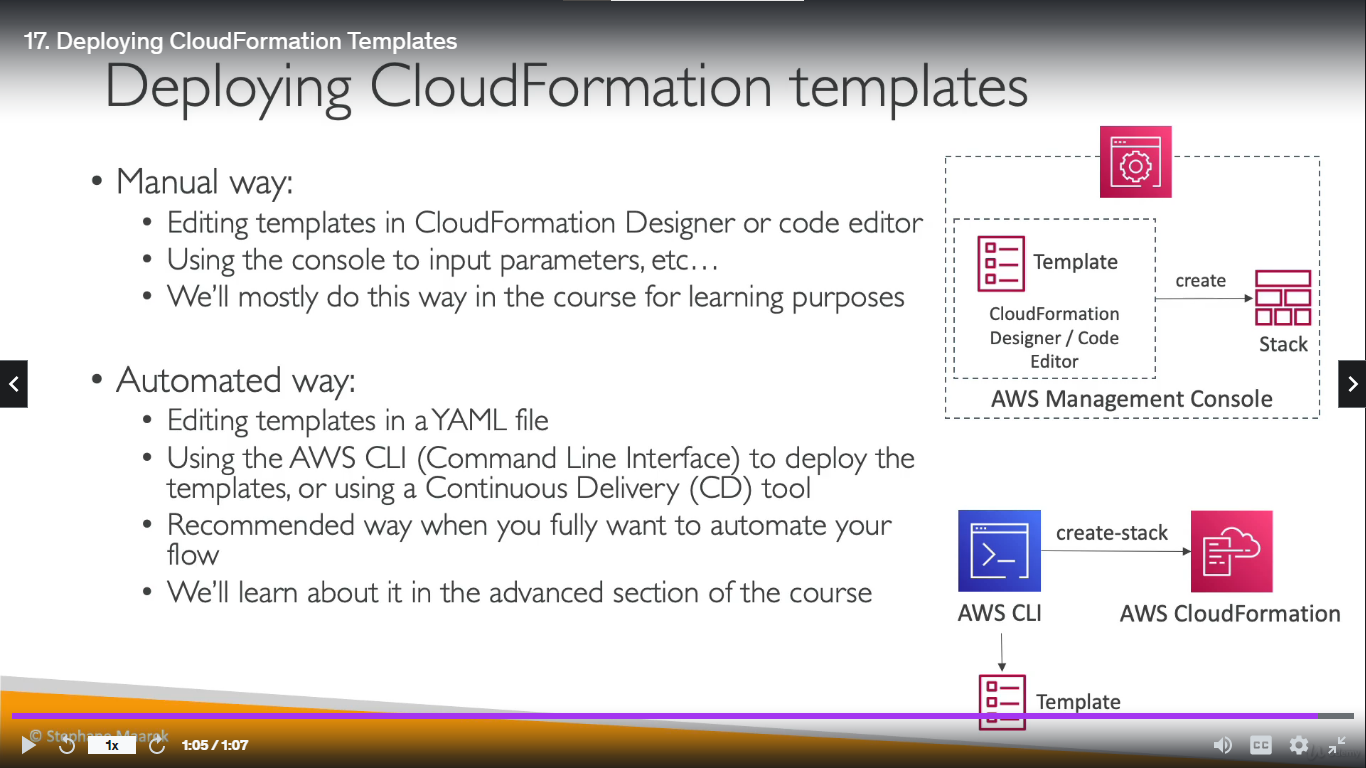 17. Deploying CloudFormation Templates
Deploying CloudFormation templates
• Manual way:
• Editing templates in CloudFormation Designer or code editor
• Using the console to input parameters, etc…
• We'll mostly do this way in the course for learning purposes
• Automated way:
• Editing templates in a YAML file
• Using the AWS CLI (Command Line Interface) to deploy the
templates, or using a Continuous Delivery (CD) tool
• Recommended way when you fully want to automate your
flow
• We'll learn about it in the advanced section of the course
Template
CloudFormation
Designer / Code
Editor
create
Stack
AWS Management Console
create-stack
AWS CLI
AWS CloudFormation
Template
© Stephane Maarek
1x
1:05 / 1:07
CC